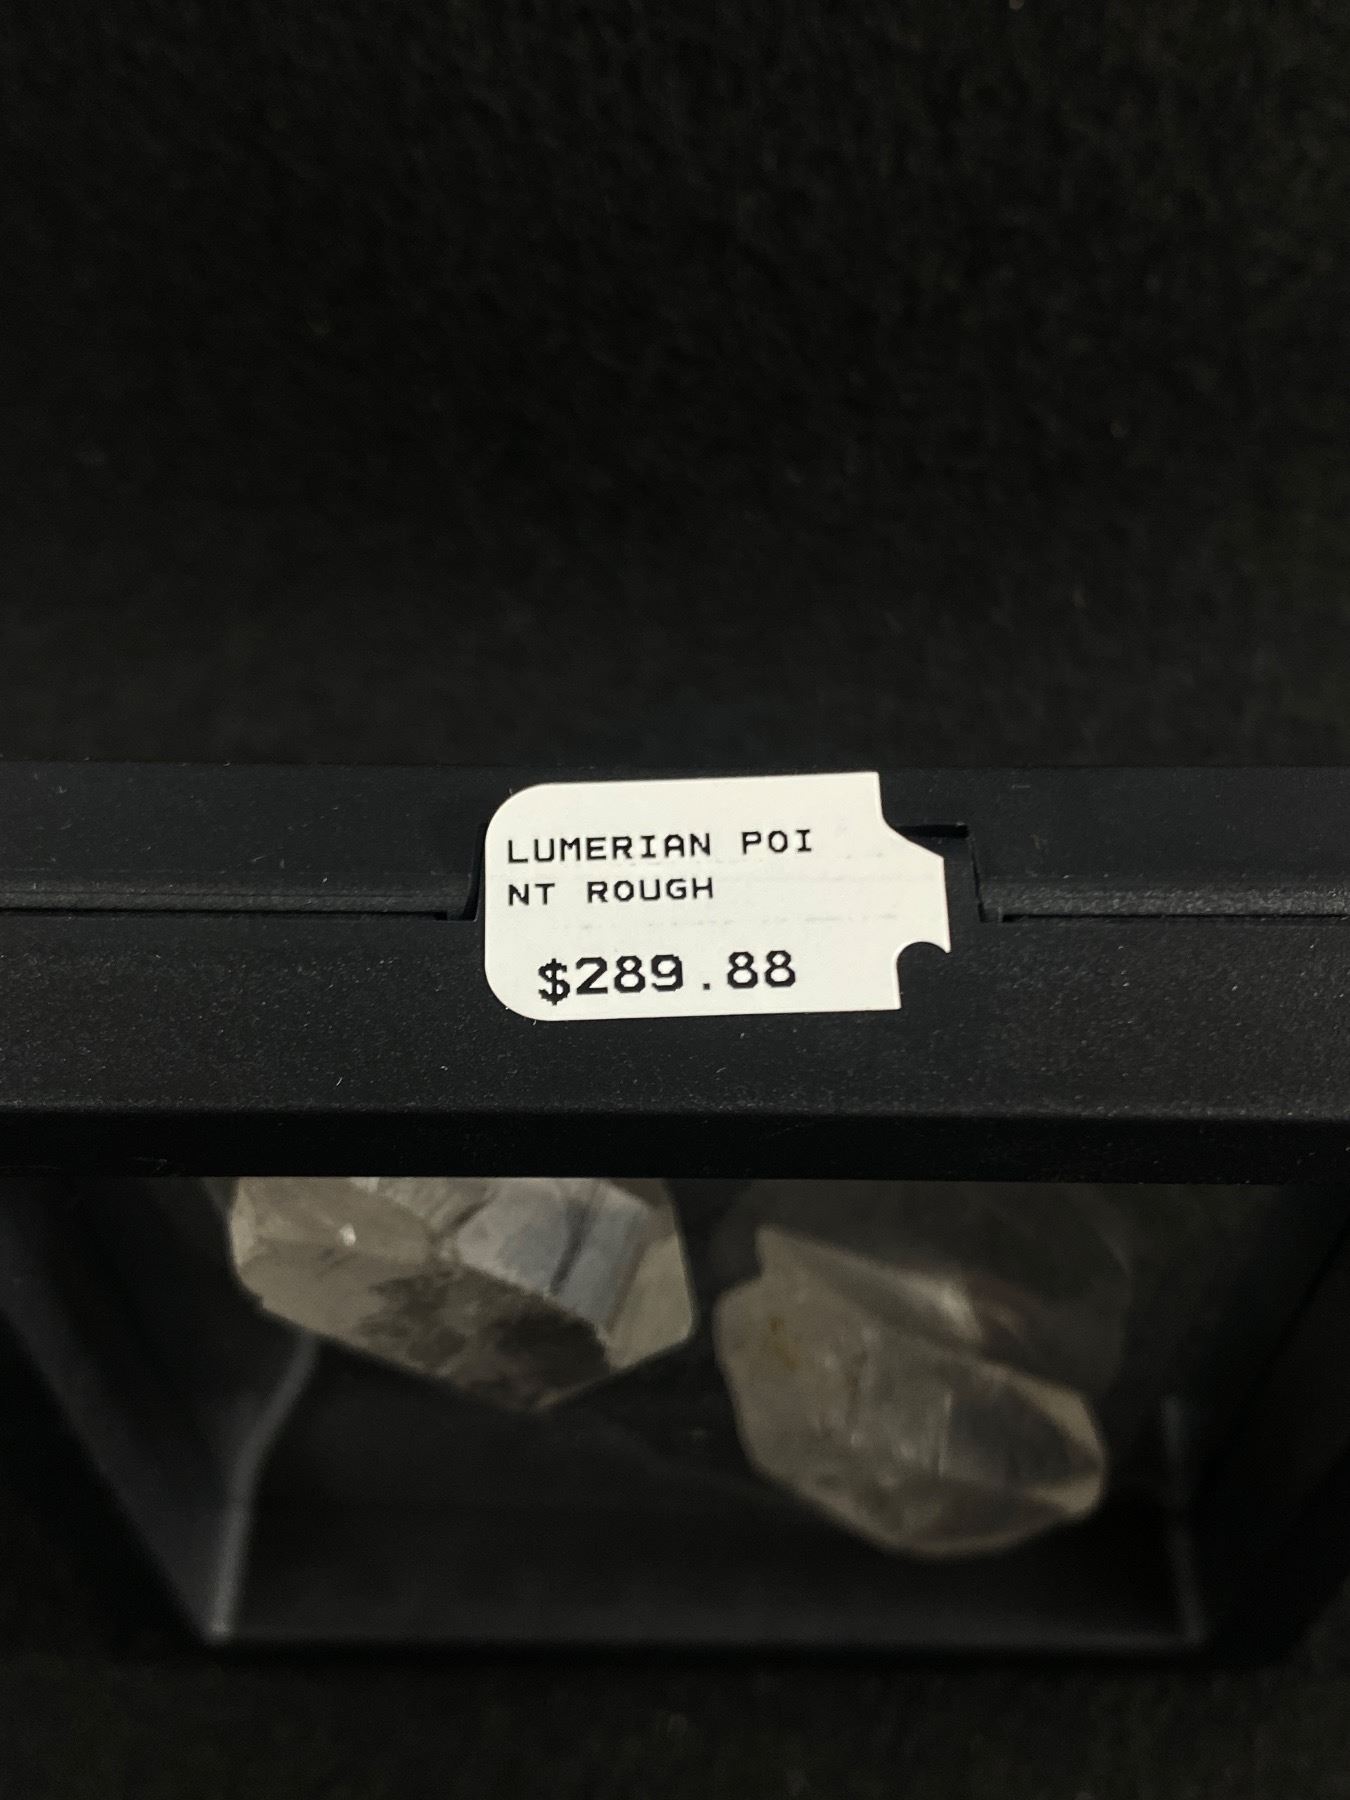 LUMERIAN POI
NT ROUGH
$289.88